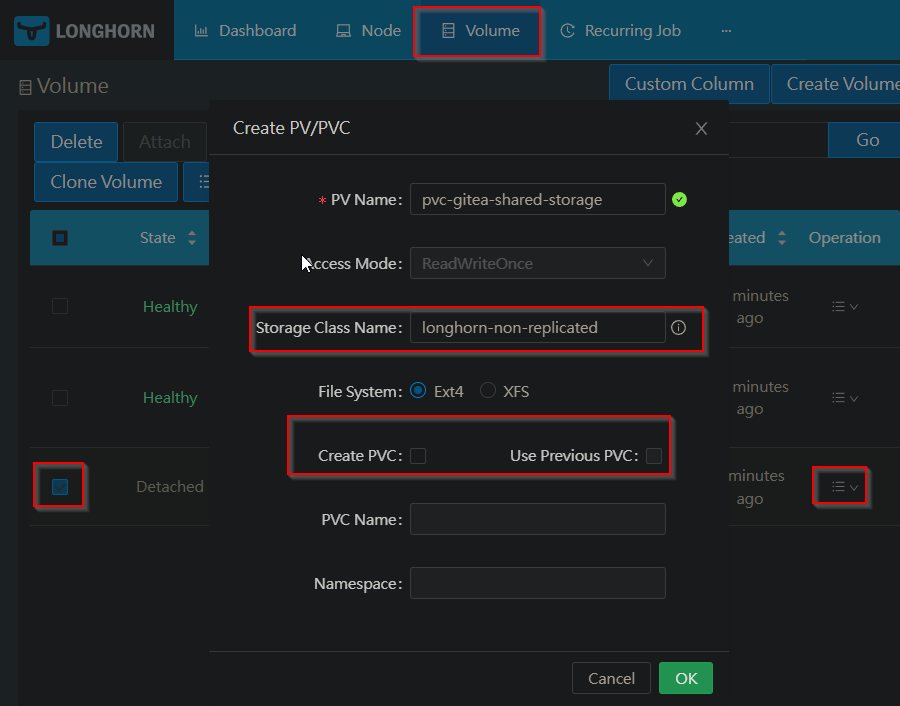 LONGHORN Dashboard Node Volume Recurring Job ...
Volume
Custom Column Create Volume
Delete Attach Go
Clone Volume
Create PV/PVC
* PV Name: pvc-gitea-shared-storage
Access Mode: ReadWriteOnce
Storage Class Name: longhorn-non-replicated
File System: Ext4 XFS
Create PVC: Use Previous PVC:
PVC Name:
Namespace:
Cancel OK
State eated Operation
Healthy minutes
ago
Healthy minutes
ago
Detached minutes
ago